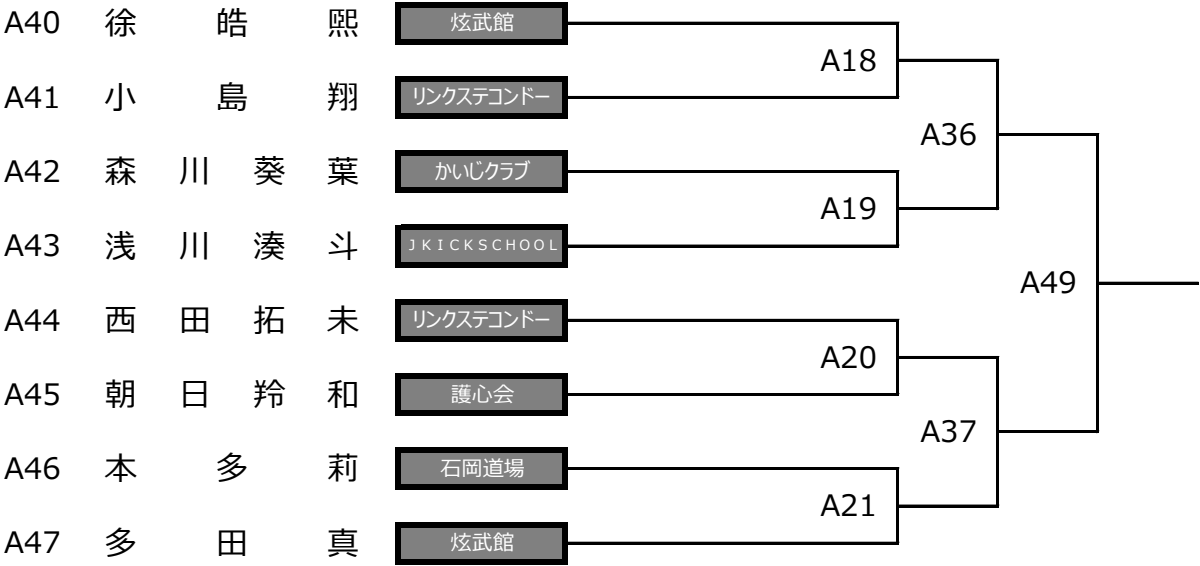 A40 徐皓熙 炫武館
A18
A41 小島翔 リンクステコンドー
A36
A42 森川葵葉 かいじクラブ
A19
A43 浅川湊斗 JKICKSCHOOL
A49
A44 西田拓未 リンクステコンドー
A20
A45 朝日羚和 護心会
A37
A46 本多莉 石岡道場
A21
A47 多田真 炫武館